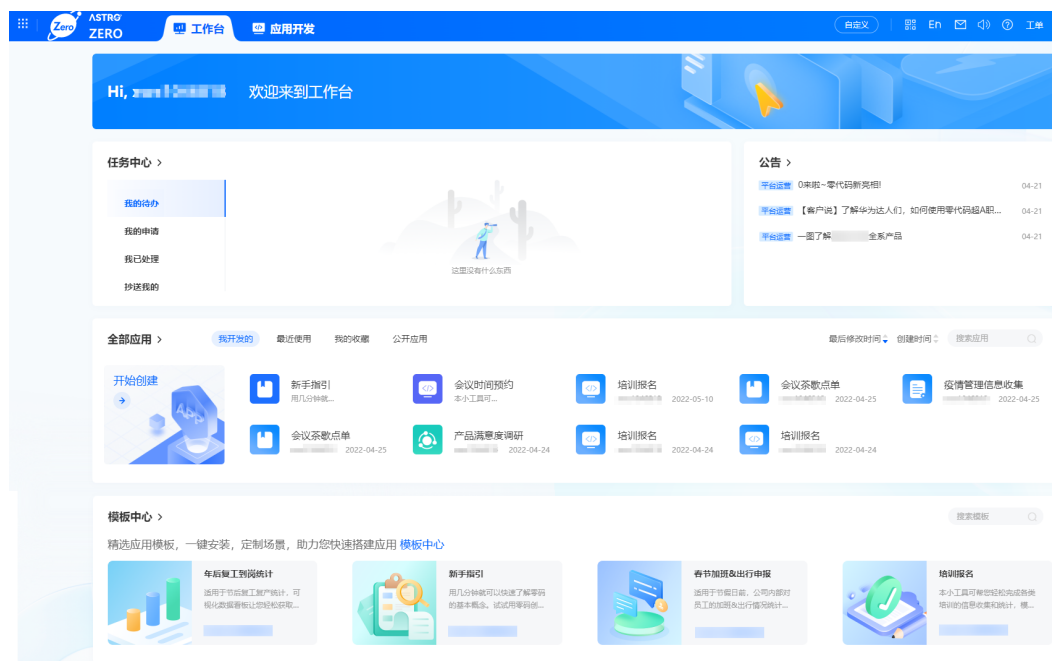 Zero
ASTRO
ZERO
工作台
应用开发
自定义
En
工单
Hi,
欢迎来到工作台
任务中心
我的待办
我的申请
我已处理
抄送我的
这里没有什么东西
公告
平台运营 0来啦~零代码新亮相! 04-21
平台运营 【客户说】了解华为达人们，如何使用零代码超A职... 04-21
平台运营 一图了解 全系产品 04-21
全部应用
我开发的 最近使用 我的收藏 公开应用
最后修改时间 创建时间 搜索应用
开始创建
APP
新手指引
用几分钟就...
会议时间预约
本小工具可...
培训报名
2022-05-10
会议茶歇点单
2022-04-25
疫情管理信息收集
2022-04-25
会议茶歇点单
2022-04-25
产品满意度调研
2022-04-24
培训报名
2022-04-24
培训报名
2022-04-24
模板中心
搜索模板
精选应用模板，一键安装，定制场景，助力您快速搭建应用 模板中心
年后复工到岗统计
适用于节后复工复产统计，可
视化数据看板让您轻松获取...
新手指引
用几分钟就可以快速了解零码
的基本概念。试试用零码的...
春节加班&出行申报
适用于节假日前，公司内部对
员工的加班&出行情况统计...
培训报名
本小工具可帮您轻松完成各类
培训的信息收集和统计，模...